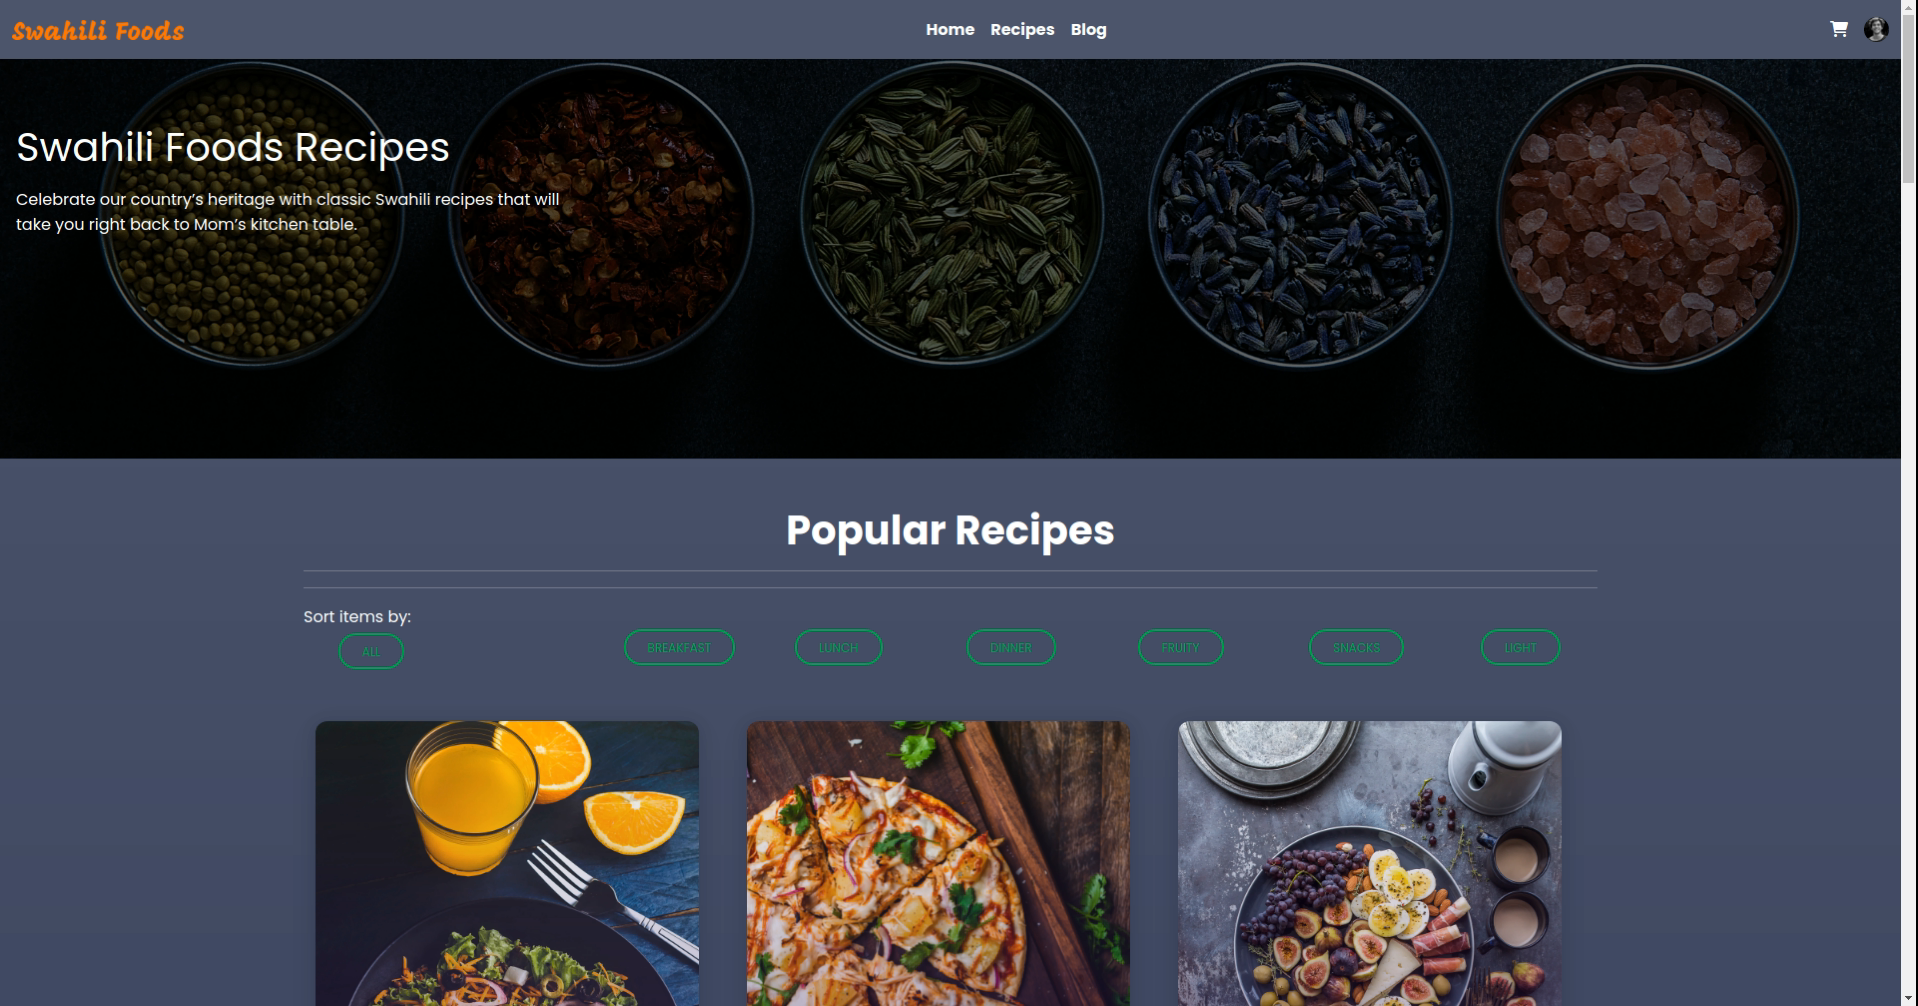 Swahili Foods
Home Recipes Blog
Swahili Foods Recipes
Celebrate our country’s heritage with classic Swahili recipes that will
take you right back to Mom’s kitchen table.
Popular Recipes
Sort items by:
ALL BREAKFAST LUNCH DINNER FRUITY SNACKS LIGHT